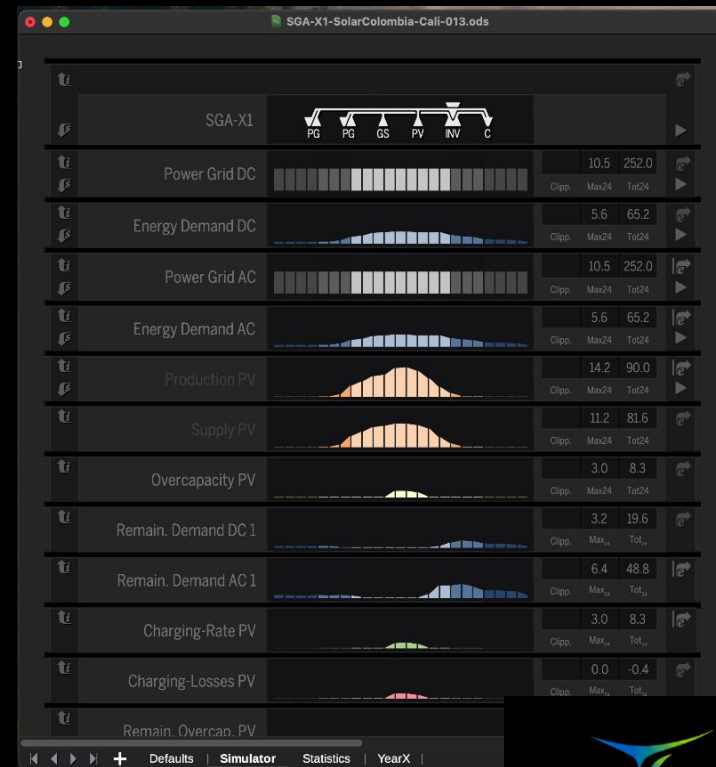 SGA-X1-SolarColombia-Cali-013.ods
SGA-X1
PG PG GS PV INV C
Power Grid DC 10.5 252.0
Clipp. Max24 Tot24
Energy Demand DC 5.6 65.2
Clipp. Max24 Tot24
Power Grid AC 10.5 252.0
Clipp. Max24 Tot24
Energy Demand AC 5.6 65.2
Clipp. Max24 Tot24
Production PV 14.2 90.0
Clipp. Max24 Tot24
Supply PV 11.2 81.6
Clipp. Max24 Tot24
Overcapacity PV 3.0 8.3
Clipp. Max24 Tot24
Remain. Demand DC 1 3.2 19.6
Clipp. Max₂₄ Tot₂₄
Remain. Demand AC 1 6.4 48.8
Clipp. Max₂₄ Tot₂₄
Charging-Rate PV 3.0 8.3
Clipp. Max₂₄ Tot₂₄
Charging-Losses PV 0.0 -0.4
Clipp. Max₂₄ Tot₂₄
Remain. Overcap. PV
Defaults | Simulator Statistics | YearX |